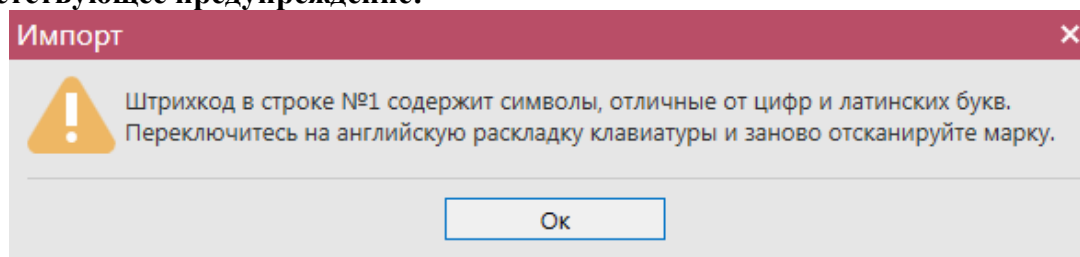 предупреждение:
Импорт
Штрихкод в строке №1 содержит символы, отличные от цифр и латинских букв.
Переключитесь на английскую раскладку клавиатуры и заново отсканируйте марку.
Ок